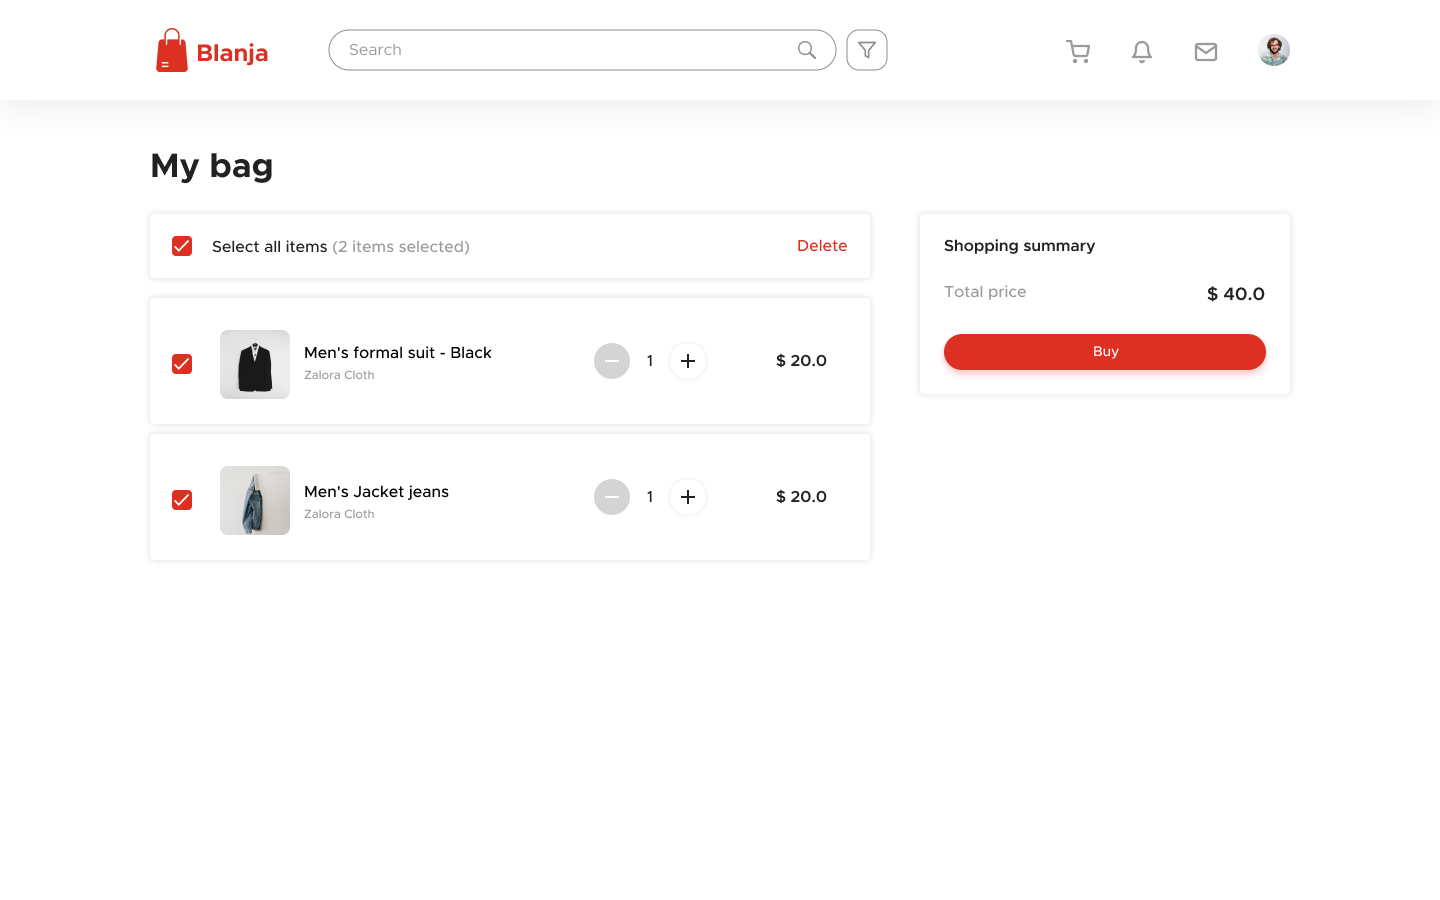 Blanja
Search
My bag
Select all items (2 items selected)
Delete
Men's formal suit - Black
Zalora Cloth
1
$ 20.0
Men's Jacket jeans
Zalora Cloth
1
$ 20.0
Shopping summary
Total price
$ 40.0
Buy